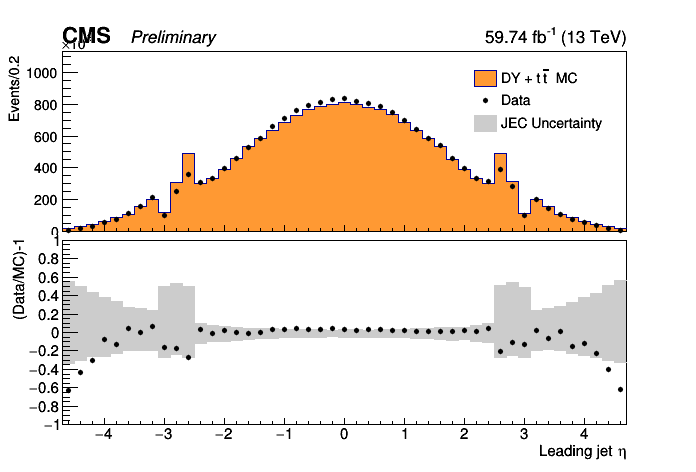 CMS Preliminary 59.74 fb⁻¹ (13 TeV)
Events/0.2
1000
800
600
400
200
0
DY + t t̄ MC
Data
JEC Uncertainty
(Data/MC)-1
1
0.8
0.6
0.4
0.2
0
−0.2
−0.4
−0.6
−0.8
−1
−4 −3 −2 −1 0 1 2 3 4
Leading jet η